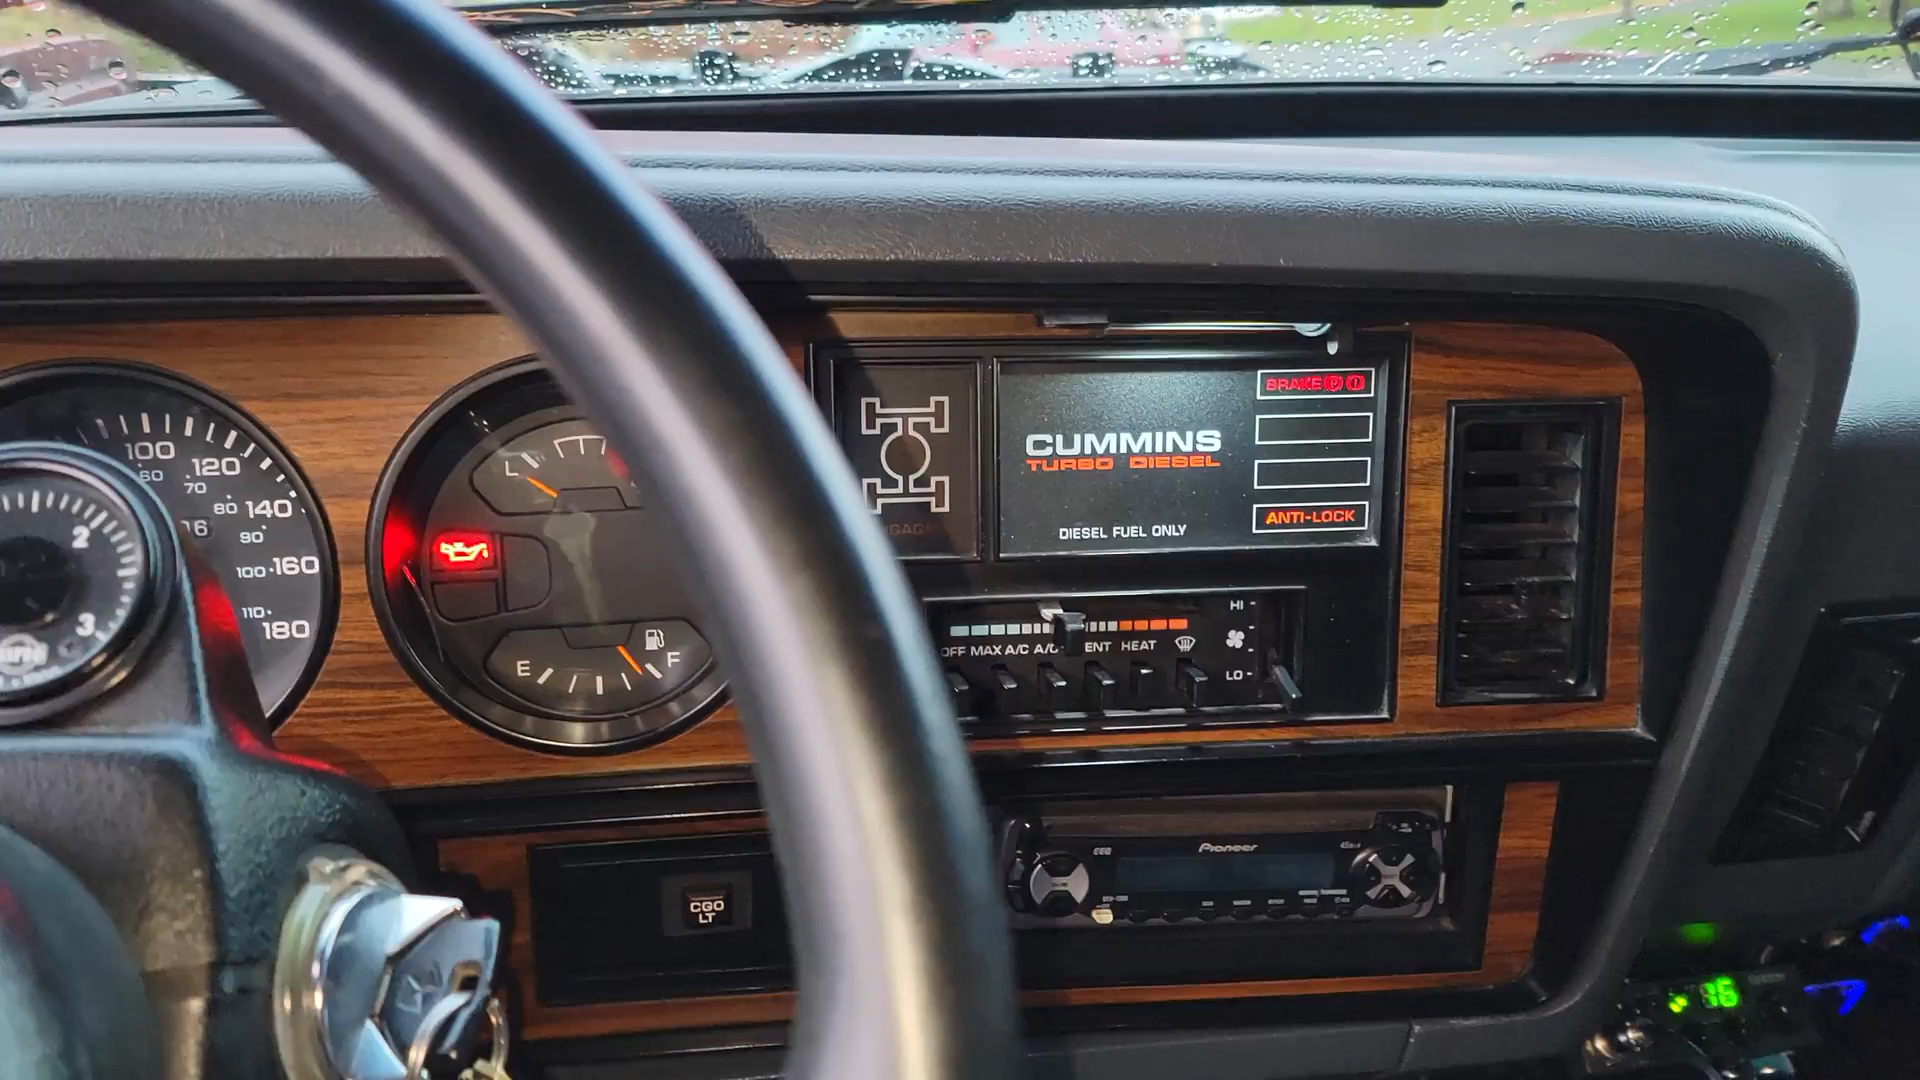 100
60
120
70
80 140
90
100 160
110
180
2
3
L
E
F
BRAKE
CUMMINS
TURBO DIESEL
DIESEL FUEL ONLY
ANTI-LOCK
HI
OFF MAX A/C A/C ENT HEAT
LO
Pioneer
CGO
LT
16